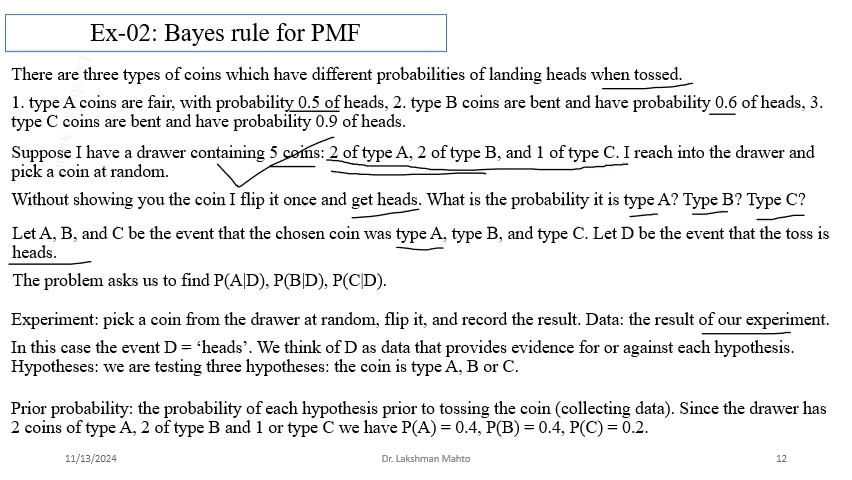 Ex-02: Bayes rule for PMF
There are three types of coins which have different probabilities of landing heads when tossed.
1. type A coins are fair, with probability 0.5 of heads, 2. type B coins are bent and have probability 0.6 of heads, 3.
type C coins are bent and have probability 0.9 of heads.
Suppose I have a drawer containing 5 coins: 2 of type A, 2 of type B, and 1 of type C. I reach into the drawer and
pick a coin at random.
Without showing you the coin I flip it once and get heads. What is the probability it is type A? Type B? Type C?
Let A, B, and C be the event that the chosen coin was type A, type B, and type C. Let D be the event that the toss is
heads.
The problem asks us to find P(A|D), P(B|D), P(C|D).
Experiment: pick a coin from the drawer at random, flip it, and record the result. Data: the result of our experiment.
In this case the event D = ‘heads’. We think of D as data that provides evidence for or against each hypothesis.
Hypotheses: we are testing three hypotheses: the coin is type A, B or C.
Prior probability: the probability of each hypothesis prior to tossing the coin (collecting data). Since the drawer has
2 coins of type A, 2 of type B and 1 or type C we have P(A) = 0.4, P(B) = 0.4, P(C) = 0.2.
11/13/2024
Dr. Lakshman Mahto
12